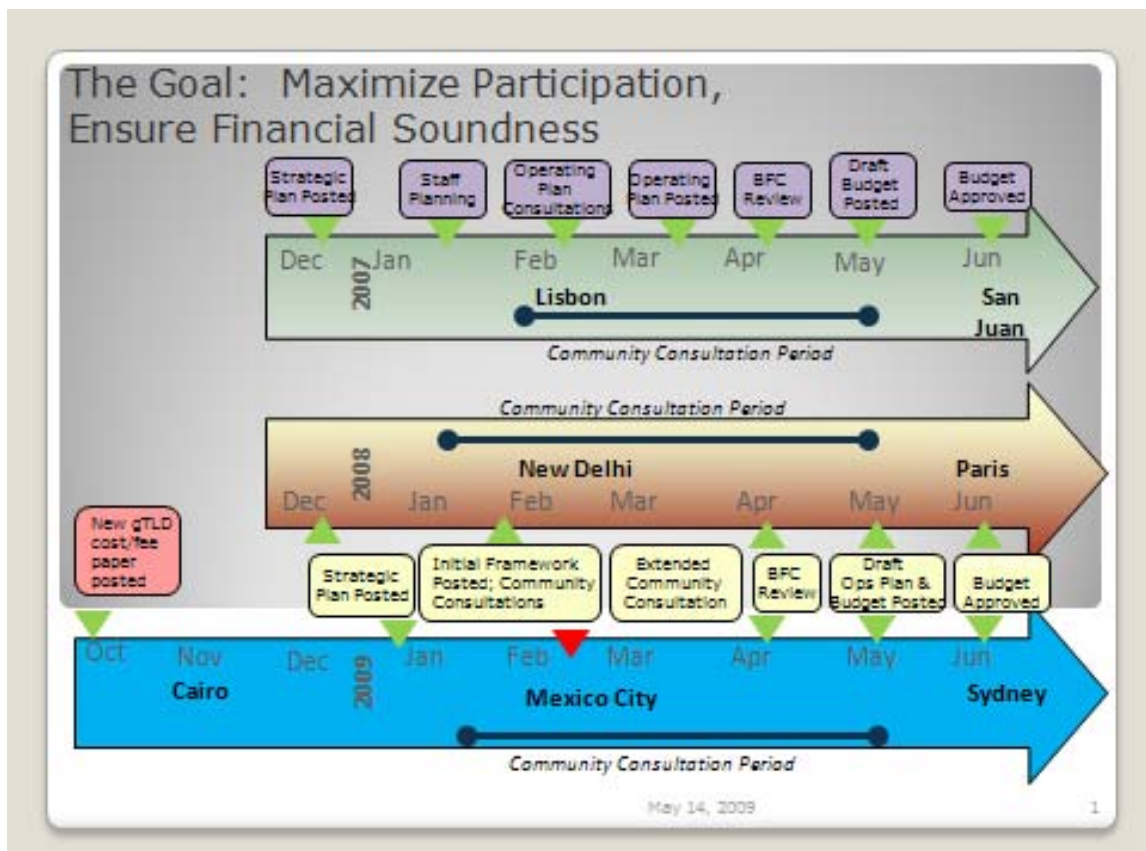 The Goal: Maximize Participation,
Ensure Financial Soundness
Strategic
Plan Posted
Staff
Planning
Operating
Plan
Consultations
Operating
Plan Posted
BFC
Review
Draft
Budget
Posted
Budget
Approved
Dec
2007
Jan
Feb
Mar
Apr
May
Jun
Lisbon
San
Juan
Community Consultation Period
Community Consultation Period
2008
New Delhi
Paris
Dec
Jan
Feb
Mar
Apr
May
Jun
New gTLD
cost/fee
paper
posted
Strategic
Plan Posted
Initial Framework
Posted; Community
Consultations
Extended
Community
Consultation
BFC
Review
Draft
Ops Plan &
Budget Posted
Budget
Approved
Oct
Nov
Dec
2009
Jan
Feb
Mar
Apr
May
Jun
Cairo
Mexico City
Sydney
Community Consultation Period
May 14, 2009
1